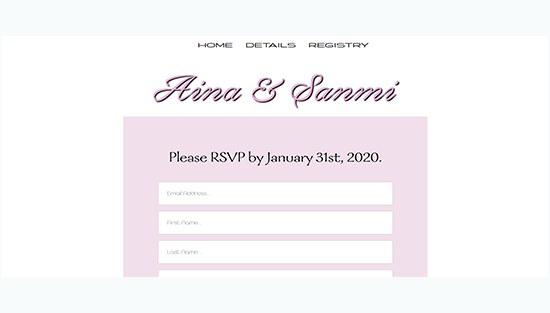 HOME DETAILS REGISTRY
Aina & Sanmi
Please RSVP by January 31st, 2020.
Email Address...
First Name...
Last Name...